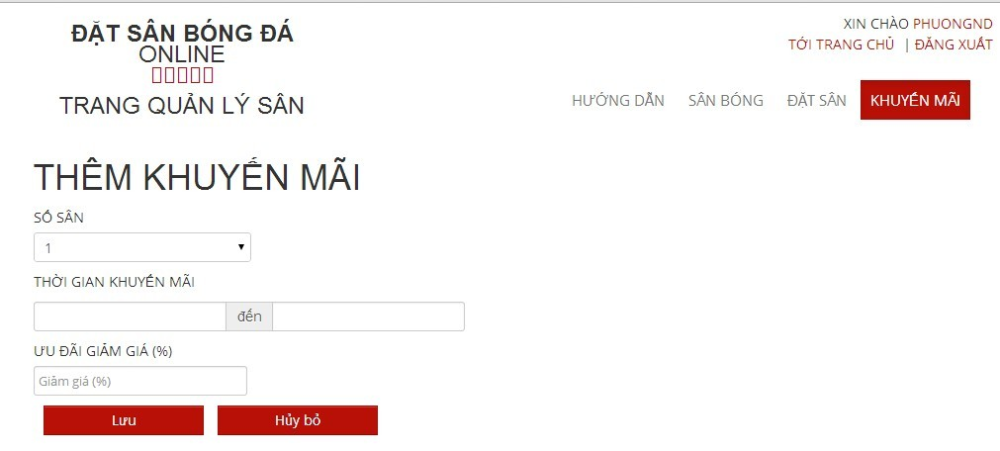 ĐẶT SÂN BÓNG ĐÁ
ONLINE
TRANG QUẢN LÝ SÂN
XIN CHÀO PHUONGND
TỚI TRANG CHỦ | ĐĂNG XUẤT
HƯỚNG DẪN SÂN BÓNG ĐẶT SÂN KHUYẾN MÃI
THÊM KHUYẾN MÃI
SỐ SÂN
1
THỜI GIAN KHUYẾN MÃI
đến
ƯU ĐÃI GIẢM GIÁ (%)
Giảm giá (%)
Lưu Hủy bỏ